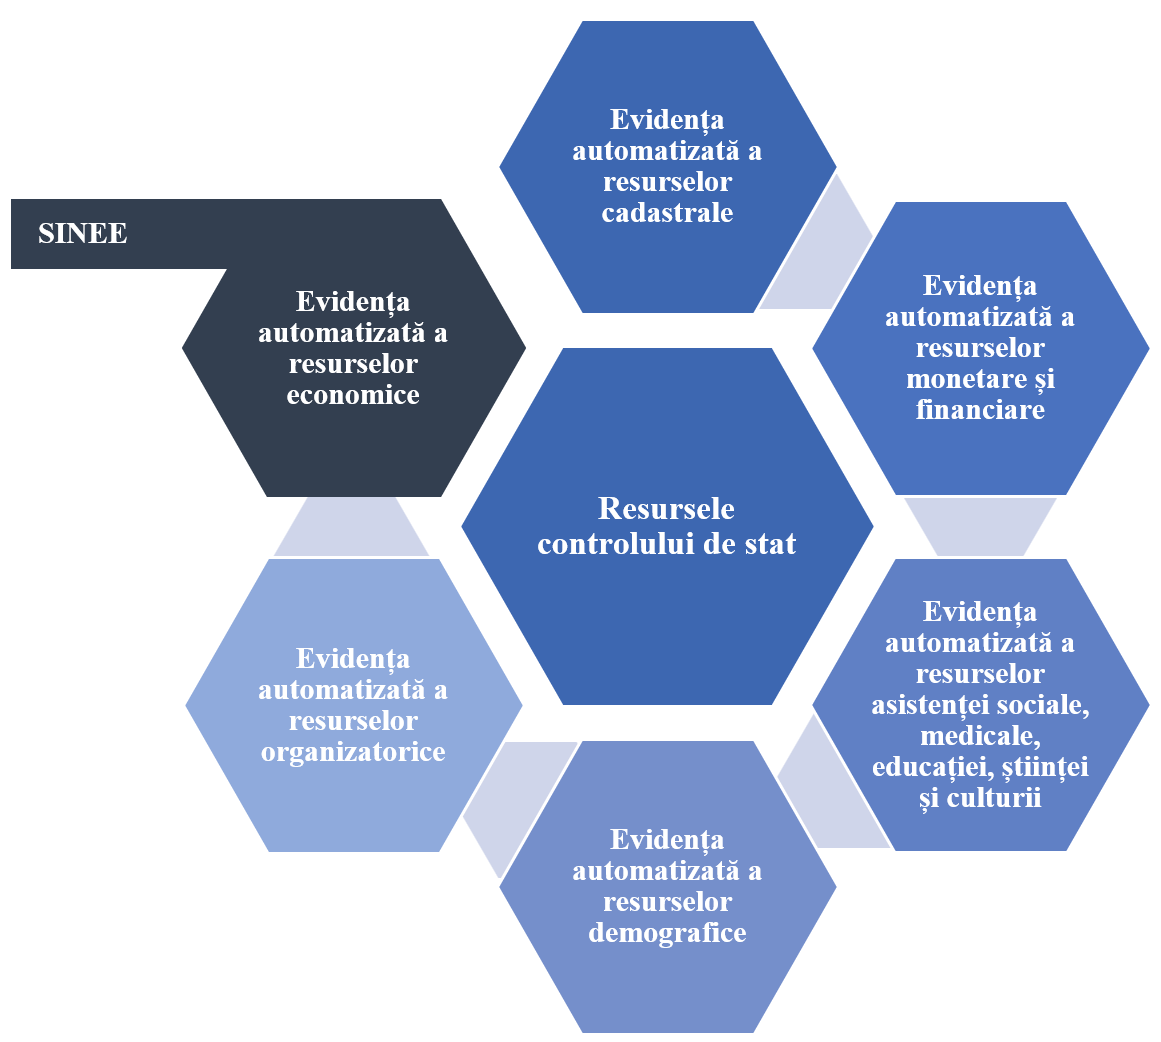 Evidența
automatizată a
resurselor
cadastrale
SINEE
Evidența
automatizată a
resurselor
economice
Evidența
automatizată a
resurselor
monetare și
financiare
Resursele
controlului de stat
Evidența
automatizată a
resurselor
organizatorice
Evidența
automatizată a
resurselor
asistenței sociale,
medicale,
educației, științei
și culturii
Evidența
automatizată a
resurselor
demografice